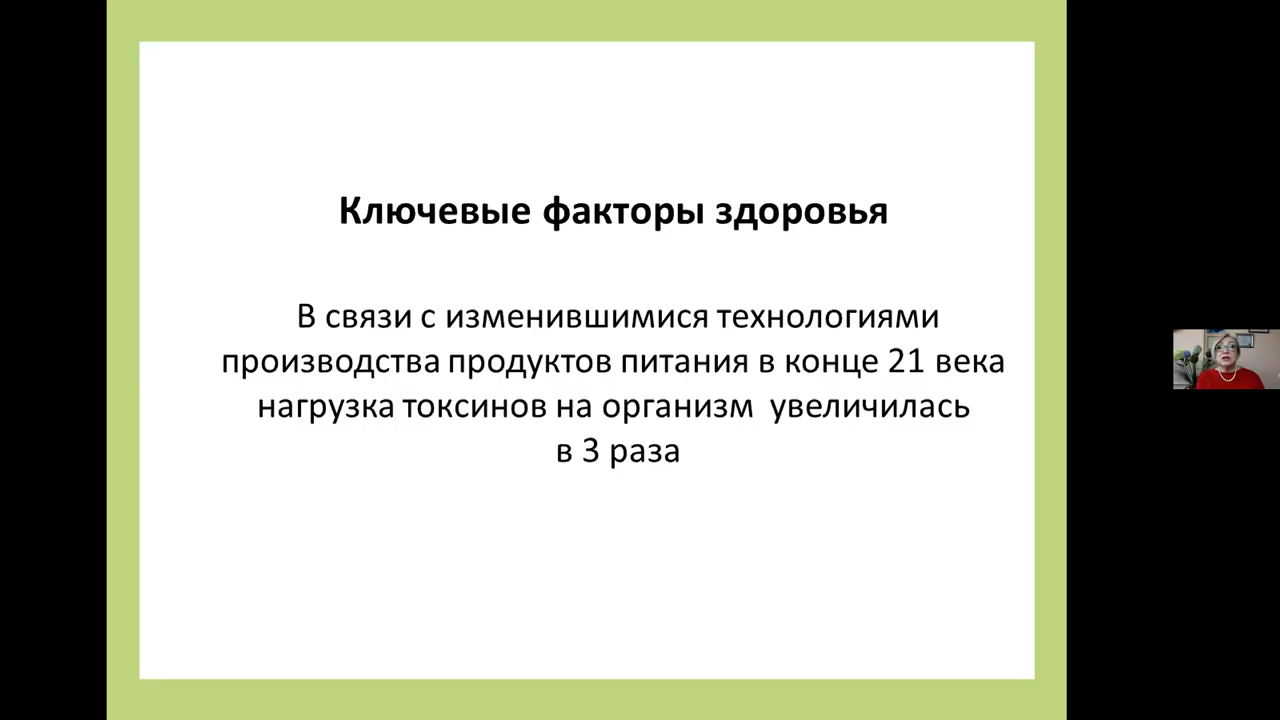 Ключевые факторы здоровья
В связи с изменившимися технологиями
производства продуктов питания в конце 21 века
нагрузка токсинов на организм увеличилась
в 3 раза